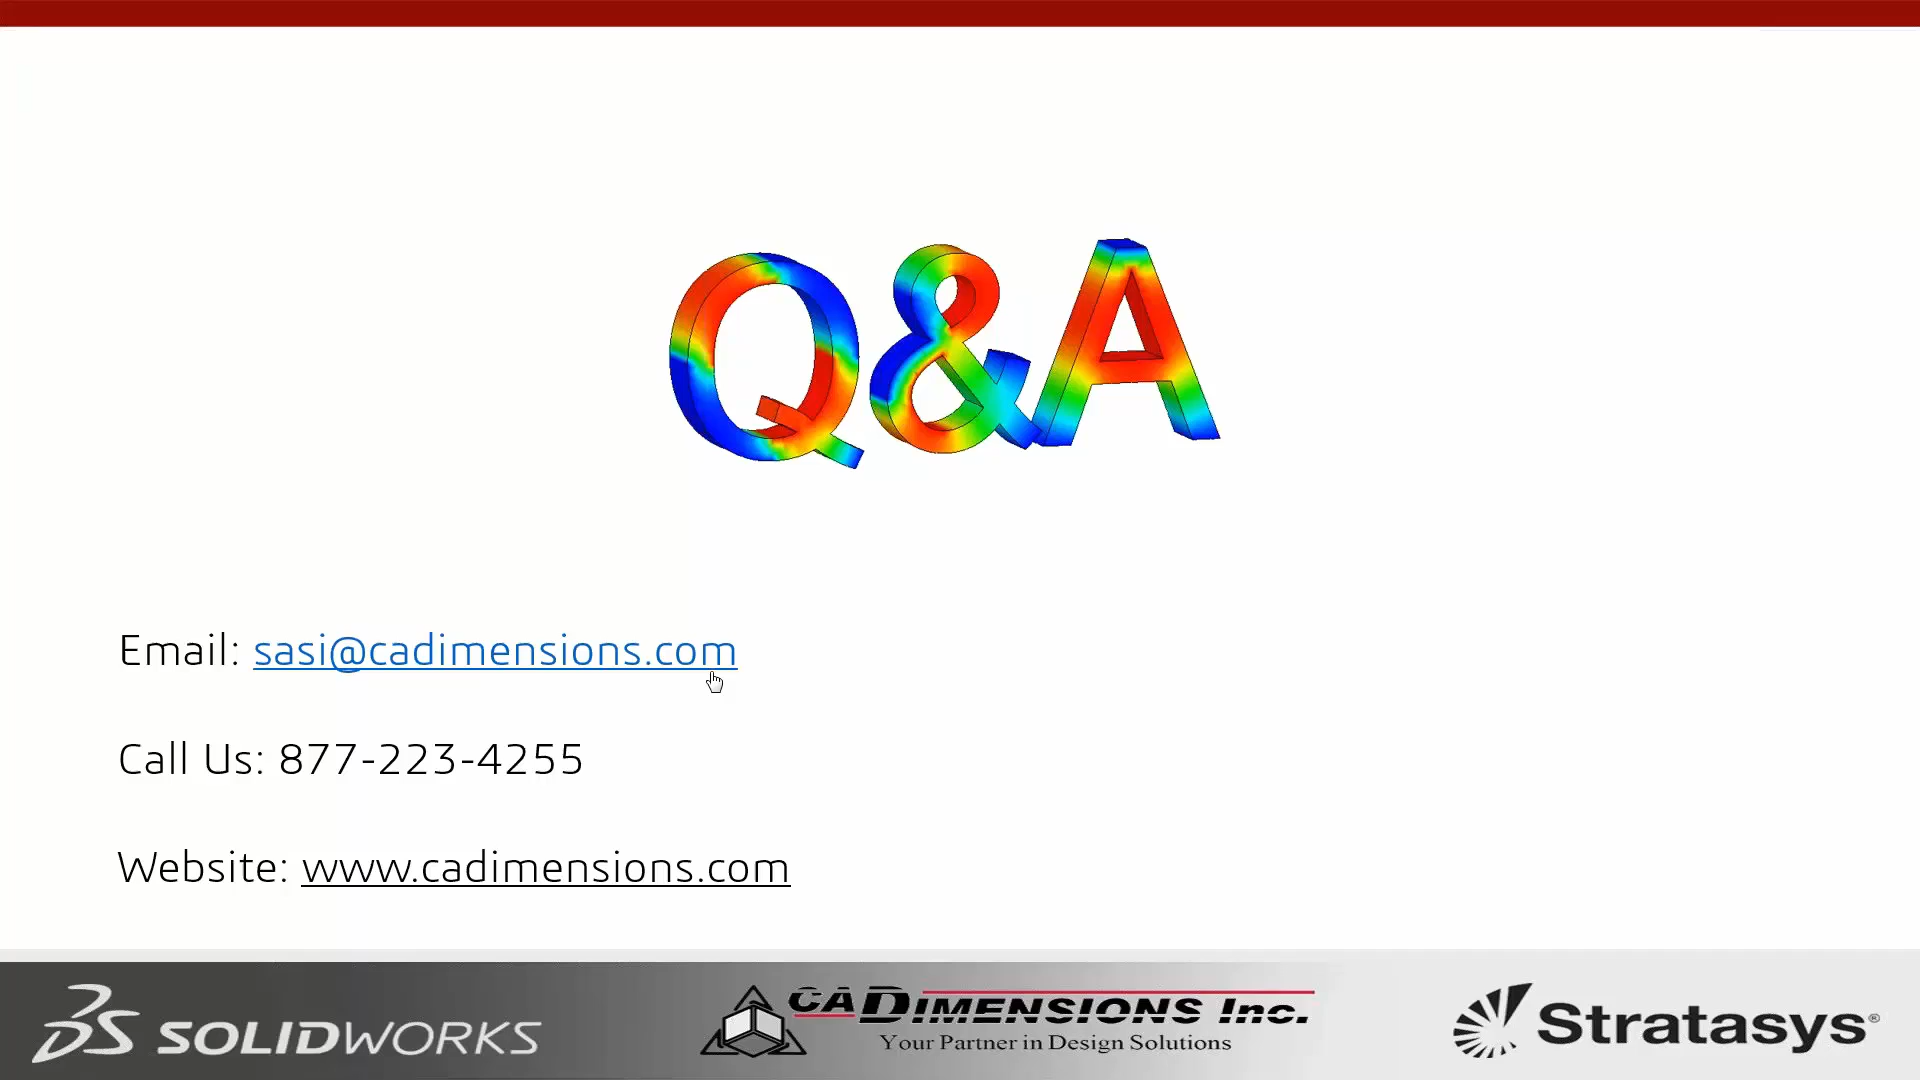 Q&A
Email: sasi@cadimensions.com
Call Us: 877-223-4255
Website: www.cadimensions.com
SOLIDWORKS
CADIMENSIONS Inc.
Your Partner in Design Solutions
Stratasys®